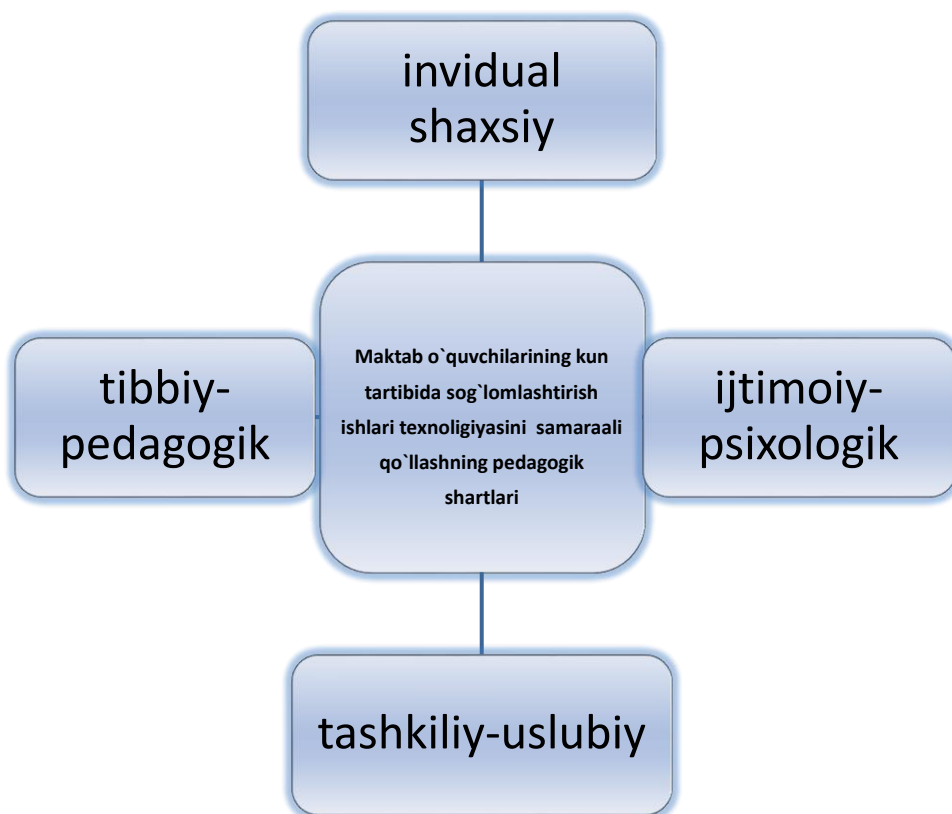 invidual
shaxsiy
tibbiy-
pedagogik
Maktab o`quvchilarining kun
tartibida sog`lomlashtirish
ishlari texnoligiyasini samaraali
qo`llashning pedagogik
shartlari
ijtimoiy-
psixologik
tashkiliy-uslubiy